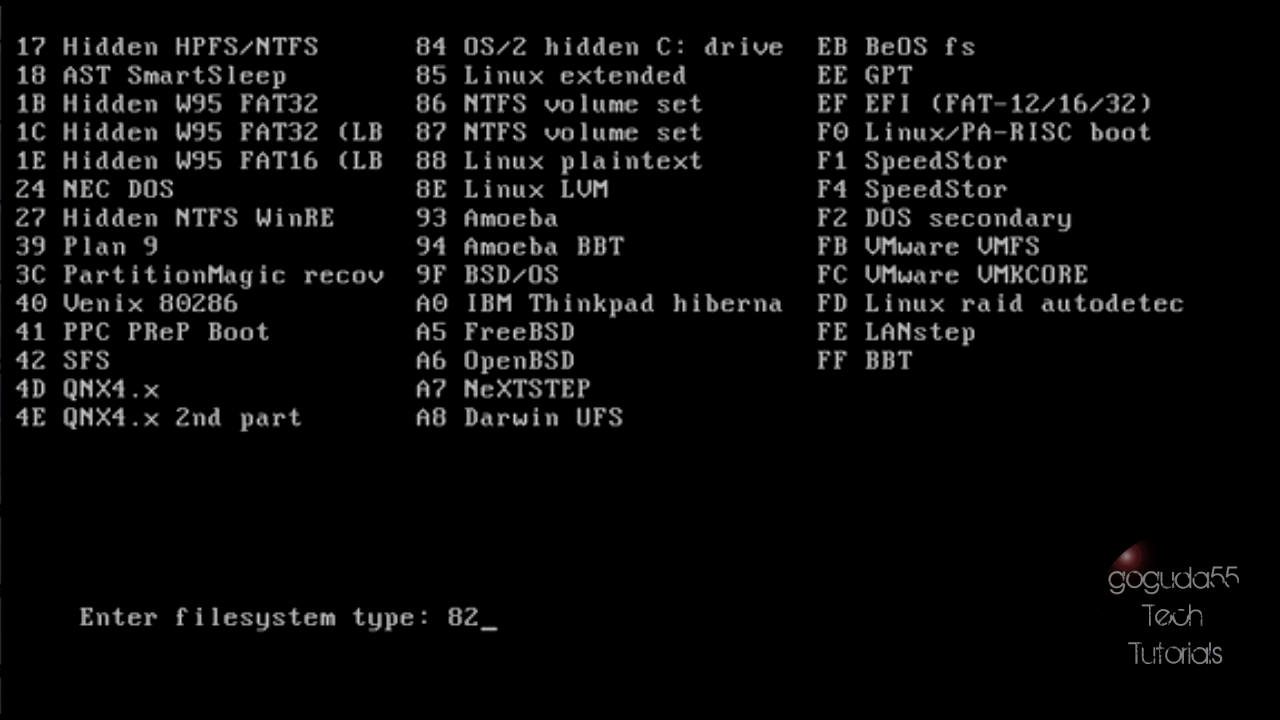 17 Hidden HPFS/NTFS 84 OS/2 hidden C: drive EB BeOS fs
18 AST SmartSleep 85 Linux extended EE GPT
1B Hidden W95 FAT32 86 NTFS volume set EF EFI (FAT-12/16/32)
1C Hidden W95 FAT32 (LB 87 NTFS volume set F0 Linux/PA-RISC boot
1E Hidden W95 FAT16 (LB 88 Linux plaintext F1 SpeedStor
24 NEC DOS 8E Linux LVM F4 SpeedStor
27 Hidden NTFS WinRE 93 Amoeba F2 DOS secondary
39 Plan 9 94 Amoeba BBT FB VMware VMFS
3C PartitionMagic recov 9F BSD/OS FC VMware VMKCORE
40 Venix 80286 A0 IBM Thinkpad hiberna FD Linux raid autodetec
41 PPC PReP Boot A5 FreeBSD FE LANstep
42 SFS A6 OpenBSD FF BBT
4D QNX4.x A7 NeXTSTEP
4E QNX4.x 2nd part A8 Darwin UFS
Enter filesystem type: 82_
goguda55
Tech
Tutorials